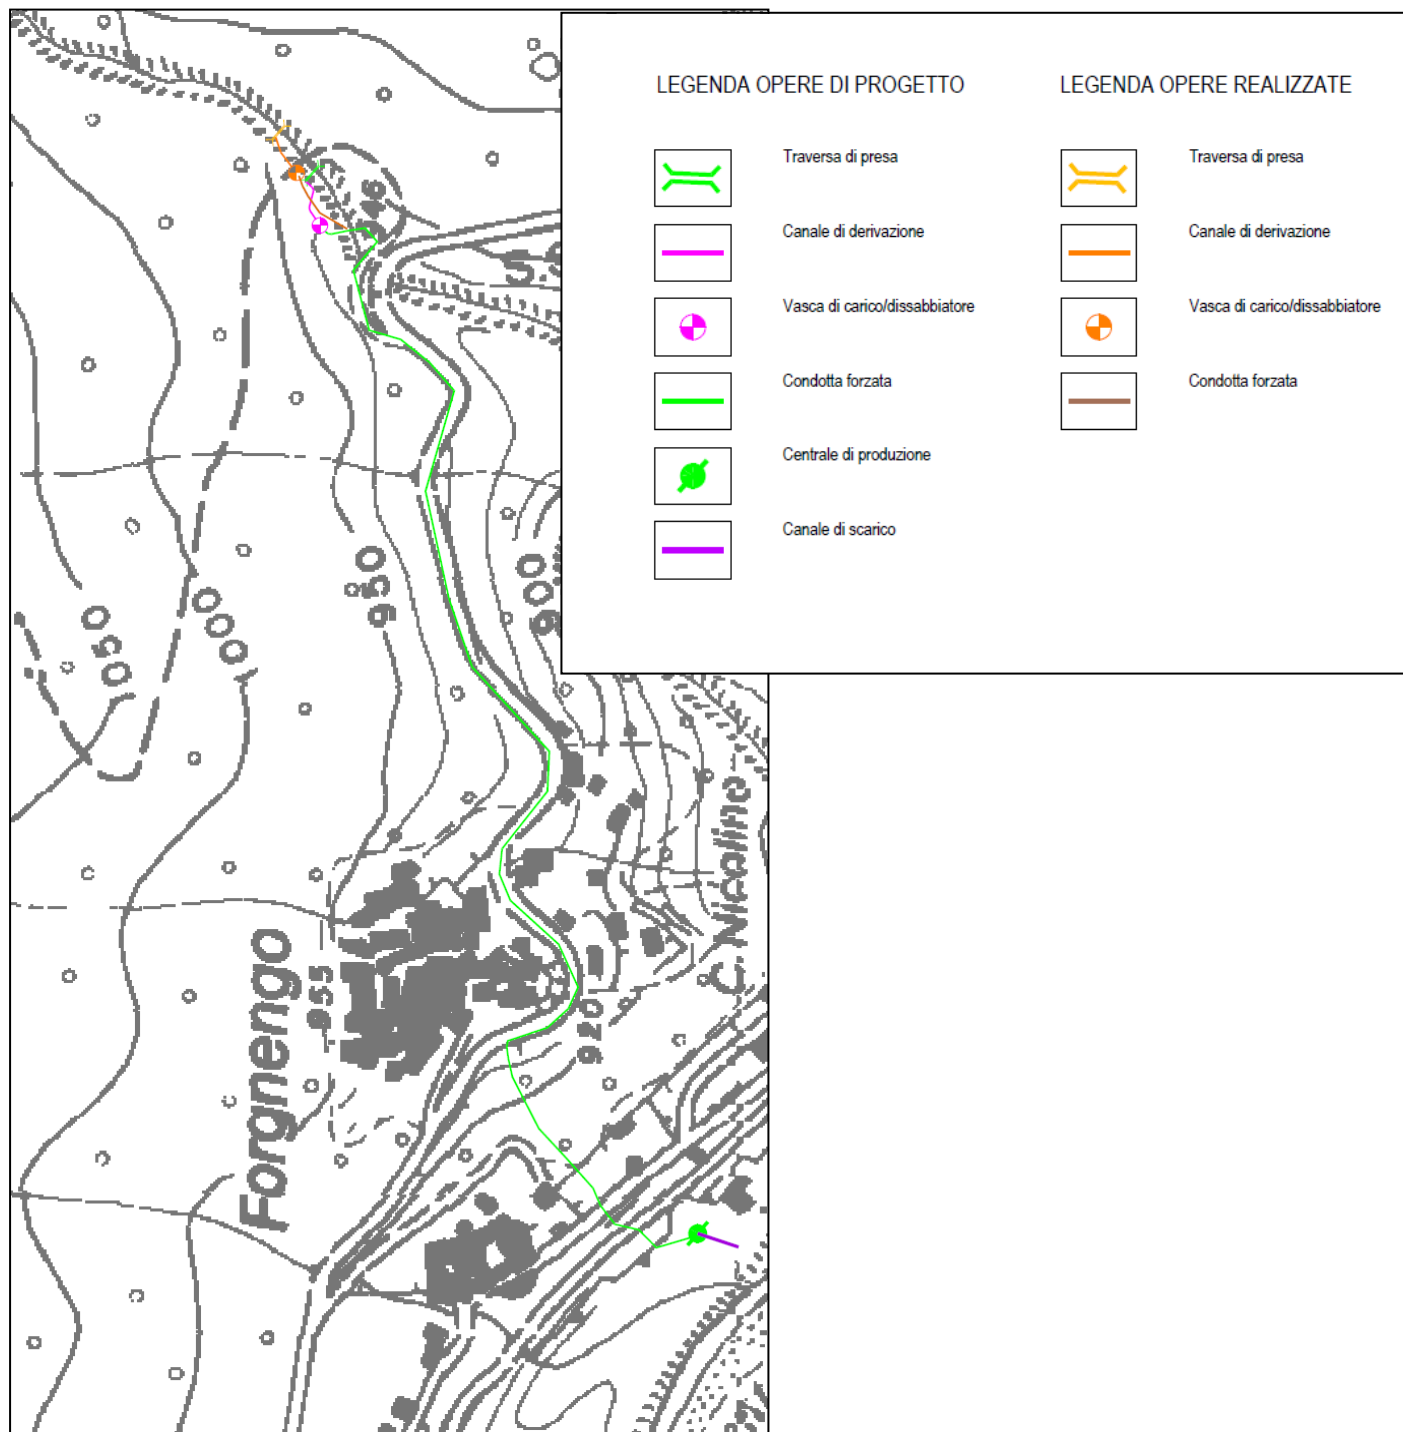 LEGENDA OPERE DI PROGETTO
Traversa di presa
Canale di derivazione
Vasca di carico/dissabbiatore
Condotta forzata
Centrale di produzione
Canale di scarico
LEGENDA OPERE REALIZZATE
Traversa di presa
Canale di derivazione
Vasca di carico/dissabbiatore
Condotta forzata
946
950
900
1000
1050
C. Nicolino
Forgnengo
955
920